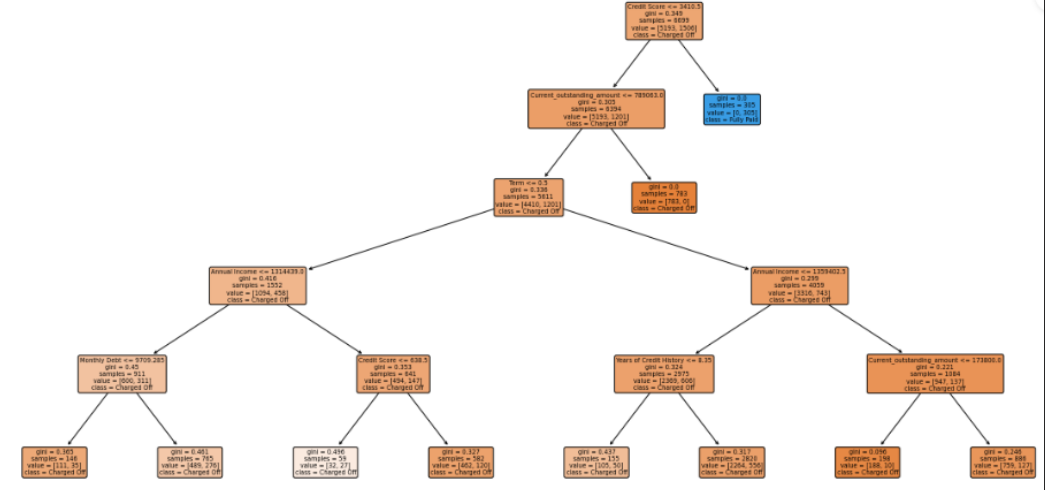 Credit Score <= 3410.5
gini = 0.349
samples = 6699
value = [5193, 1506]
class = Charged Off
Current_outstanding_amount <= 789063.0
gini = 0.305
samples = 6394
value = [5193, 1201]
class = Charged Off
gini = 0.0
samples = 305
value = [0, 305]
class = Fully Paid
Term <= 0.5
gini = 0.336
samples = 5611
value = [4410, 1201]
class = Charged Off
gini = 0.0
samples = 783
value = [783, 0]
class = Charged Off
Annual Income <= 1314439.0
gini = 0.416
samples = 1552
value = [1094, 458]
class = Charged Off
Annual Income <= 1359402.5
gini = 0.299
samples = 4059
value = [3316, 743]
class = Charged Off
Monthly Debt <= 9709.285
gini = 0.45
samples = 911
value = [600, 311]
class = Charged Off
Credit Score <= 638.5
gini = 0.353
samples = 641
value = [494, 147]
class = Charged Off
Years of Credit History <= 8.35
gini = 0.324
samples = 2975
value = [2369, 606]
class = Charged Off
Current_outstanding_amount <= 173800.0
gini = 0.221
samples = 1084
value = [947, 137]
class = Charged Off
gini = 0.365
samples = 146
value = [111, 35]
class = Charged Off
gini = 0.461
samples = 765
value = [489, 276]
class = Charged Off
gini = 0.496
samples = 59
value = [32, 27]
class = Charged Off
gini = 0.327
samples = 582
value = [462, 120]
class = Charged Off
gini = 0.437
samples = 155
value = [105, 50]
class = Charged Off
gini = 0.317
samples = 2820
value = [2264, 556]
class = Charged Off
gini = 0.096
samples = 198
value = [188, 10]
class = Charged Off
gini = 0.246
samples = 886
value = [759, 127]
class = Charged Off